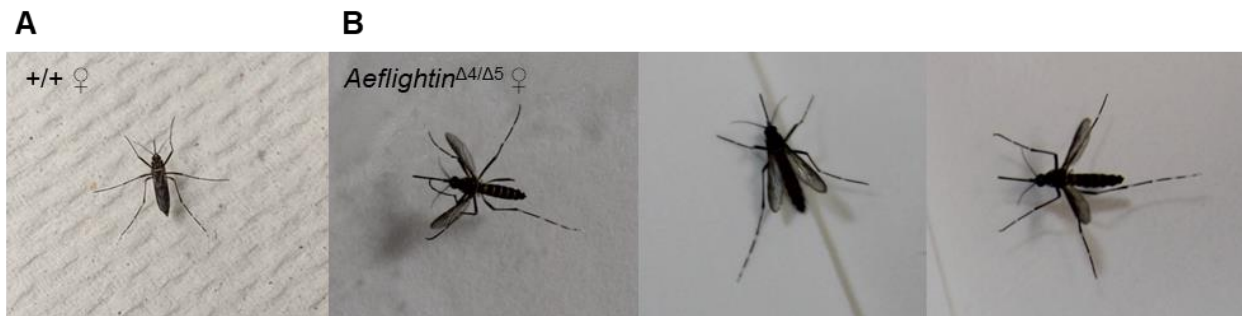 A
B
+/+ ♀
Aeflightin^Δ4/Δ5 ♀